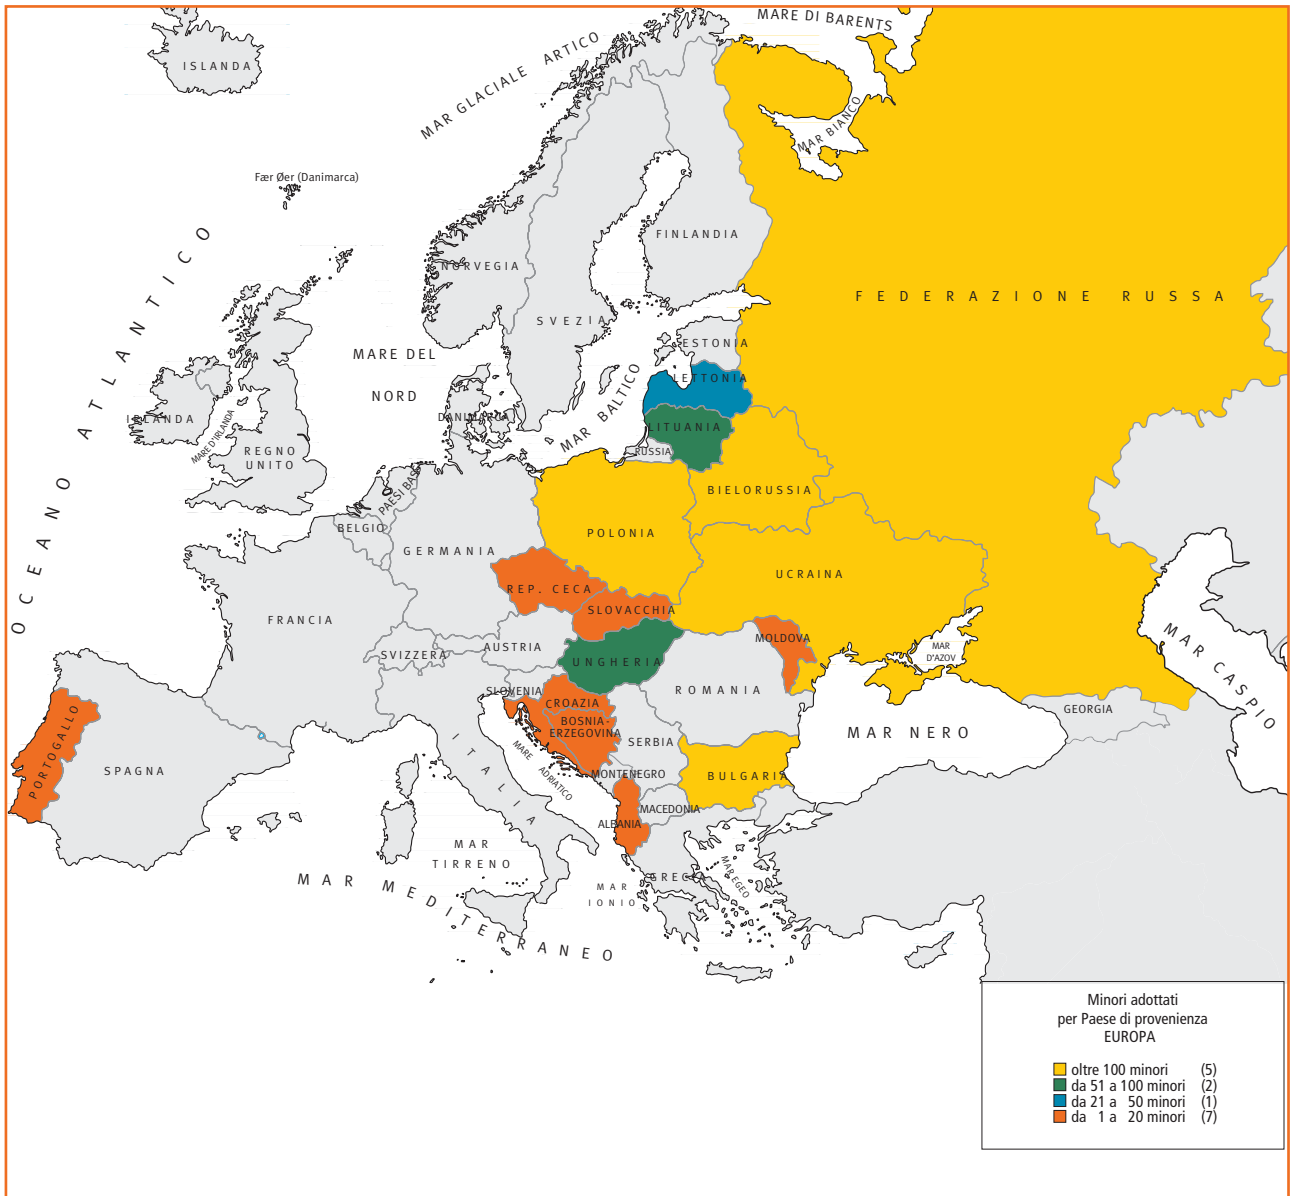 MARE DI BARENTS
ISLANDA
MAR GLACIALE ARTICO
MAR BIANCO
Fær Øer (Danimarca)
FINLANDIA
NORVEGIA
FEDERAZIONE RUSSA
SVEZIA
OCEANO ATLANTICO
ESTONIA
MARE DEL
NORD
LETTONIA
MAR BALTICO
DANIMARCA
IRLANDA
MARE D'IRLANDA
LITUANIA
REGNO
UNITO
RUSSIA
PAESI BASSI
BIELORUSSIA
BELGIO
POLONIA
GERMANIA
UCRAINA
REP. CECA
SLOVACCHIA
FRANCIA
MOLDOVA
AUSTRIA
SVIZZERA
UNGHERIA
MAR
D'AZOV
MAR CASPIO
ROMANIA
SLOVENIA
CROAZIA
GEORGIA
BOSNIA-
ERZEGOVINA
SERBIA
MAR NERO
PORTOGALLO
ITALIA
MARE ADRIATICO
SPAGNA
MONTENEGRO
BULGARIA
MACEDONIA
ALBANIA
MAR
TIRRENO
MAR EGEO
GRECIA
MAR
IONIO
MAR MEDITERRANEO
Minori adottati
per Paese di provenienza
EUROPA
oltre 100 minori (5)
da 51 a 100 minori (2)
da 21 a 50 minori (1)
da 1 a 20 minori (7)